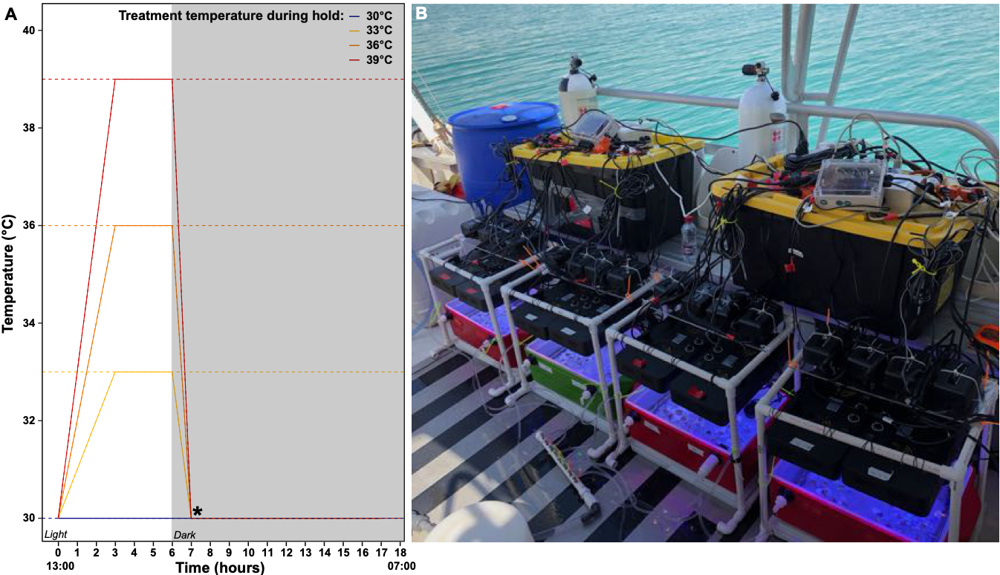 A
Treatment temperature during hold:
30°C
33°C
36°C
39°C
Temperature (°C)
40
38
36
34
32
30
*
Light
Dark
0 1 2 3 4 5 6 7 8 9 10 11 12 13 14 15 16 17 18
13:00
Time (hours)
07:00
B